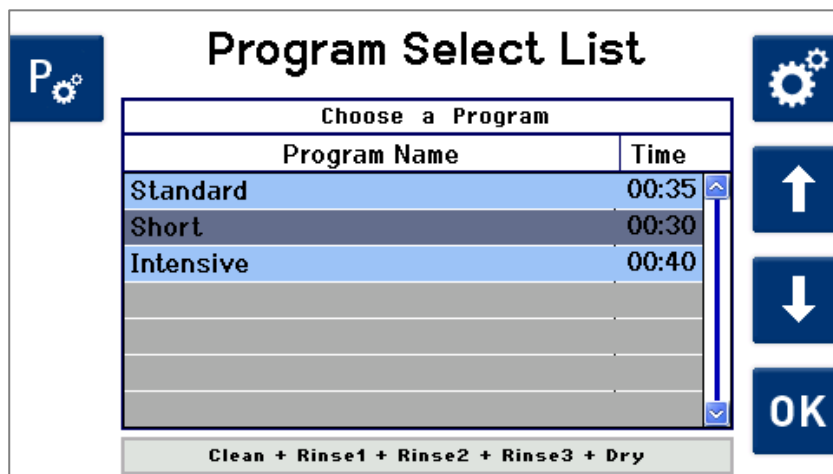 Program Select List
P
Choose a Program
Program Name Time
Standard 00:35
Short 00:30
Intensive 00:40
OK
Clean + Rinse1 + Rinse2 + Rinse3 + Dry